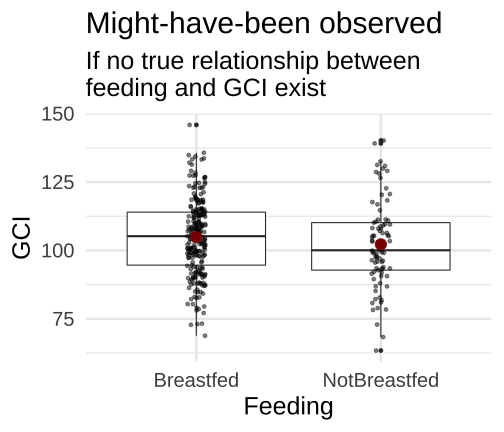 Might-have-been observed
If no true relationship between
feeding and GCI exist
150
125
100
75
GCI
Breastfed NotBreastfed
Feeding